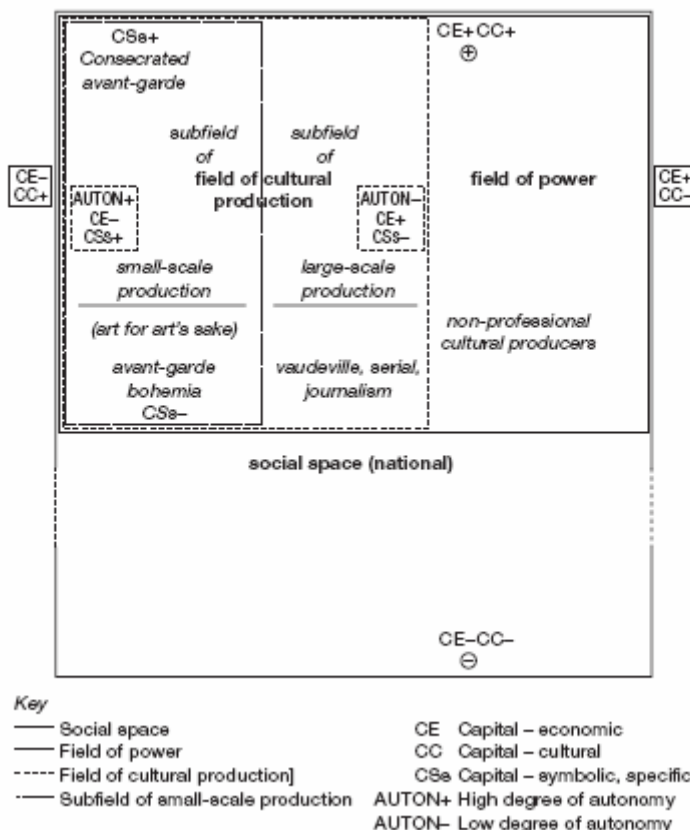 CSs+
Consecrated
avant-garde
CE+ CC+
⊕
subfield
of
subfield
of
field of cultural
production
field of power
CE–
CC+
CE+
CC–
AUTON+
CE–
CSs+
AUTON–
CE+
CSs–
small-scale
production
large-scale
production
(art for art's sake)
non-professional
cultural producers
avant-garde
bohemia
CSs–
vaudeville, serial,
journalism
social space (national)
CE–CC–
⊖
Key
Social space
Field of power
Field of cultural production]
Subfield of small-scale production
CE Capital – economic
CC Capital – cultural
CSs Capital – symbolic, specific
AUTON+ High degree of autonomy
AUTON– Low degree of autonomy